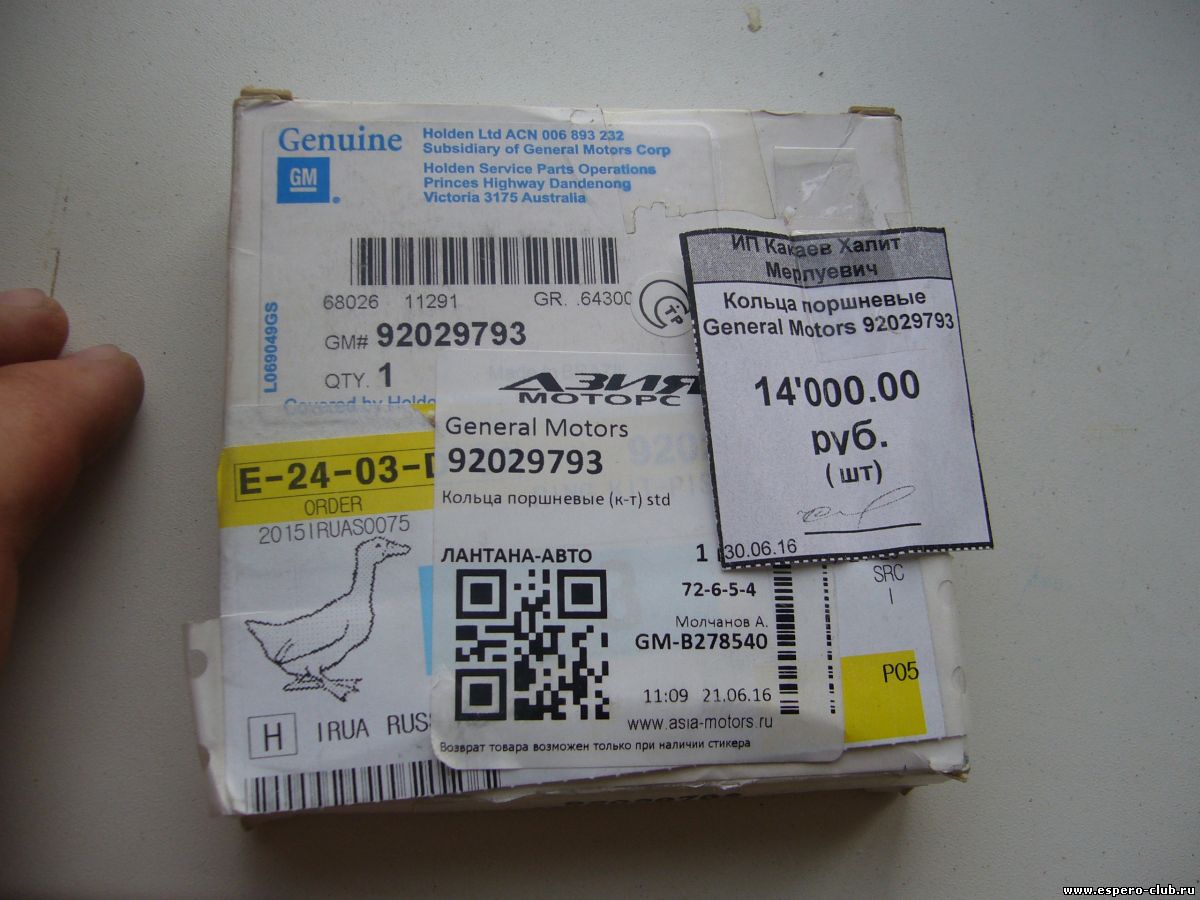 Genuine
GM
Holden Ltd ACN 006 893 232
Subsidiary of General Motors Corp
Holden Service Parts Operations
Princes Highway Dandenong
Victoria 3175 Australia
68026 11291 GR. .64300
GM# 92029793
QTY. 1
L069049GS
Covered by Holde
TP
ИП Какаев Халит
Мерлуевич
Кольца поршневые
General Motors 92029793
14'000.00
руб.
(шт)
30.06.16
АЗИЯ
МОТОРС
General Motors
92029793
Кольца поршневые (к-т) std
ЛАНТАНА-АВТО 1
72-6-5-4
Молчанов А.
GM-B278540
11:09 21.06.16
www.asia-motors.ru
Возврат товара возможен только при наличии стикера
E-24-03-
ORDER
2015IRUAS0075
H IRUA RUS
SRC
I
P05
www.espero-club.ru